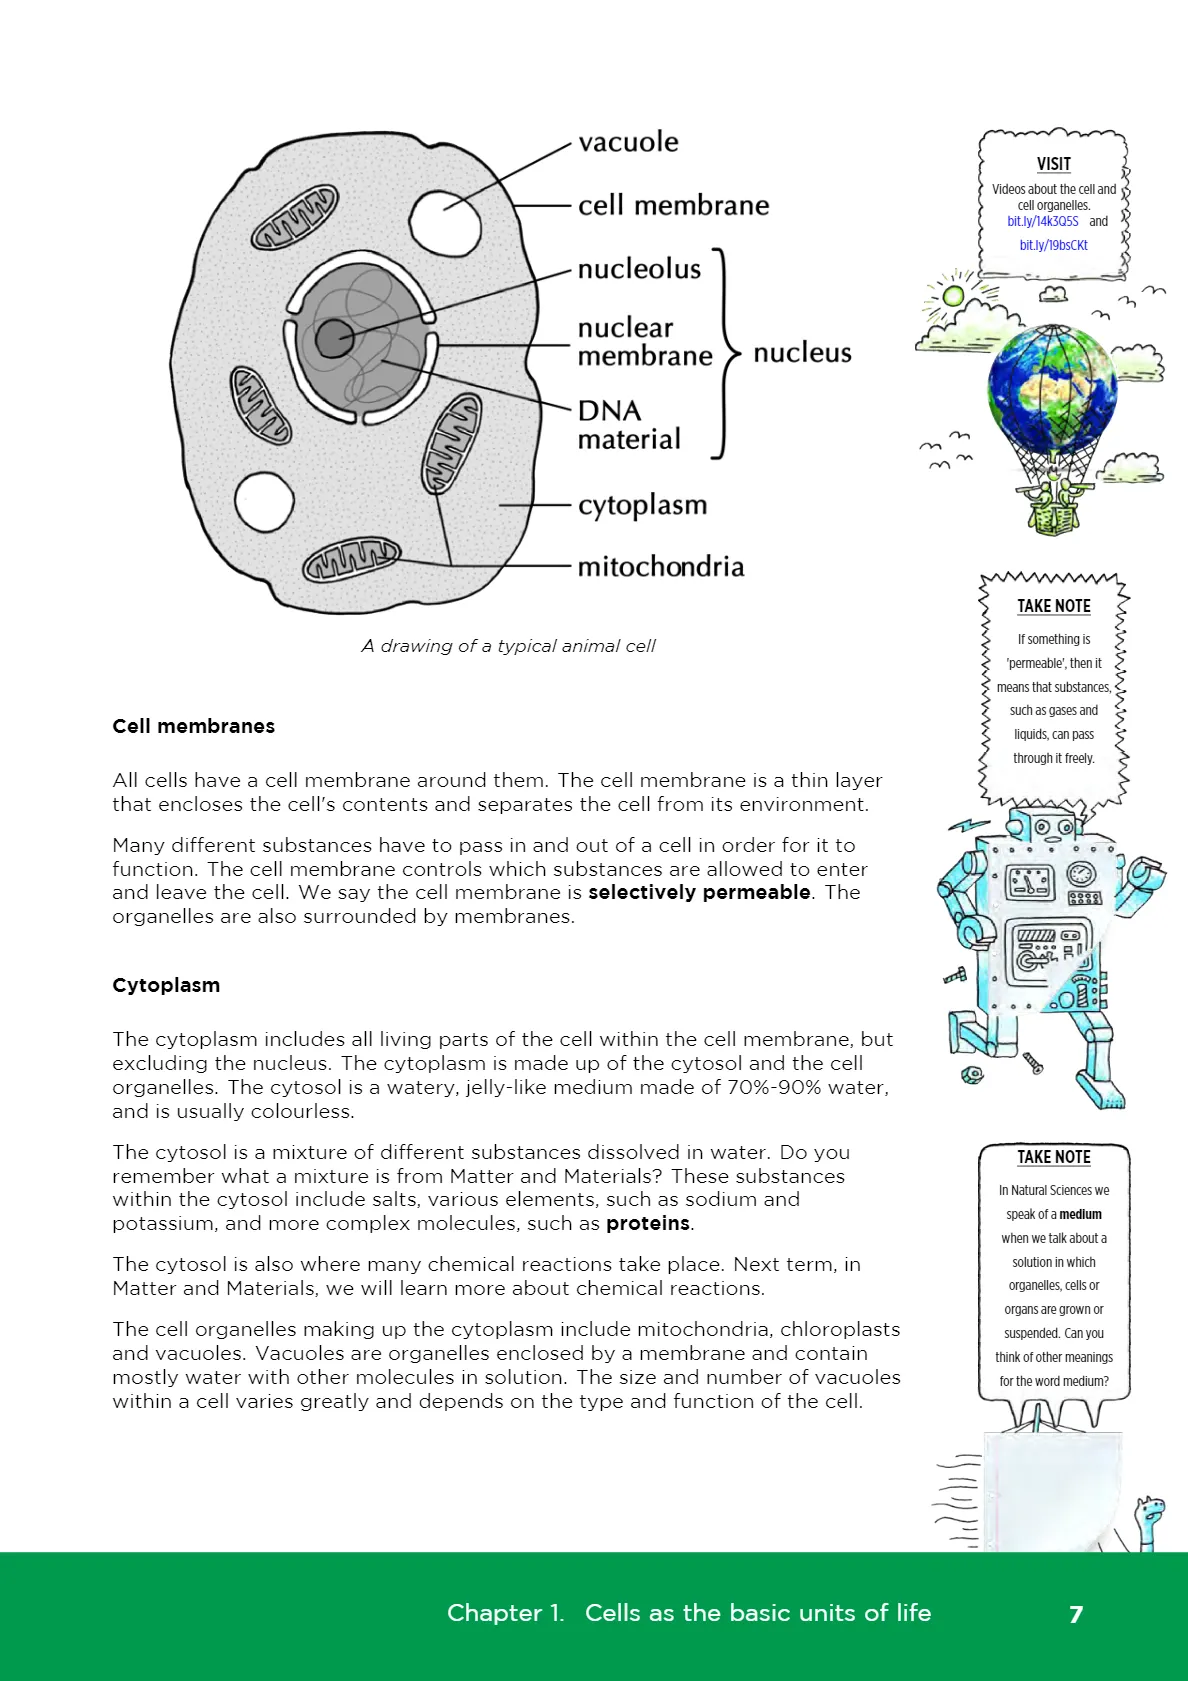 vacuole
cell membrane
nucleolus
nuclear
membrane
nucleus
DNA
material
cytoplasm
mitochondria
A drawing of a typical animal cell
Cell membranes
All cells have a cell membrane around them. The cell membrane is a thin layer
that encloses the cell's contents and separates the cell from its environment.
Many different substances have to pass in and out of a cell in order for it to
function. The cell membrane controls which substances are allowed to enter
and leave the cell. We say the cell membrane is selectively permeable. The
organelles are also surrounded by membranes.
Cytoplasm
The cytoplasm includes all living parts of the cell within the cell membrane, but
excluding the nucleus. The cytoplasm is made up of the cytosol and the cell
organelles. The cytosol is a watery, jelly-like medium made of 70%-90% water,
and is usually colourless.
The cytosol is a mixture of different substances dissolved in water. Do you
remember what a mixture is from Matter and Materials? These substances
within the cytosol include salts, various elements, such as sodium and
potassium, and more complex molecules, such as proteins.
The cytosol is also where many chemical reactions take place. Next term, in
Matter and Materials, we will learn more about chemical reactions.
The cell organelles making up the cytoplasm include mitochondria, chloroplasts
and vacuoles. Vacuoles are organelles enclosed by a membrane and contain
mostly water with other molecules in solution. The size and number of vacuoles
within a cell varies greatly and depends on the type and function of the cell.
VISIT
Videos about the cell and
cell organelles.
bit.ly/14k3Q5S and
bit.ly/19bsCKt
TAKE NOTE
If something is
'permeable', then it
means that substances,
such as gases and
liquids, can pass
through it freely.
TAKE NOTE
In Natural Sciences we
speak of a medium
when we talk about a
solution in which
organelles, cells or
organs are grown or
suspended. Can you
think of other meanings
for the word medium?
Chapter 1. Cells as the basic units of life
7